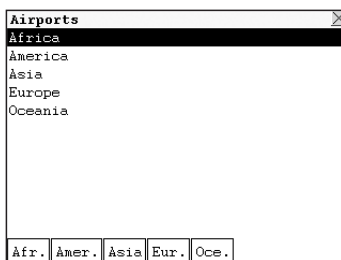 Airports
Africa
America
Asia
Europe
Oceania
Afr. Amer. Asia Eur. Oce.